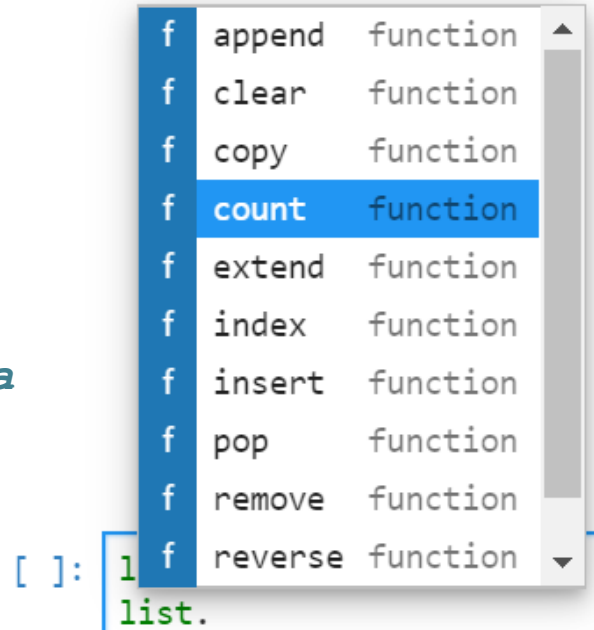 f append function
f clear function
f copy function
f count function
f extend function
f index function
a
f insert function
f pop function
f remove function
f reverse function
[ ]: l
list.